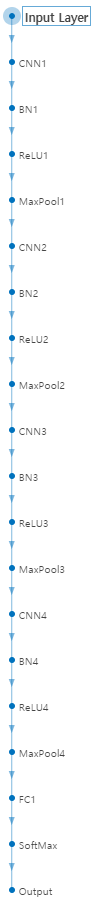 Input Layer
CNN1
BN1
ReLU1
MaxPool1
CNN2
BN2
ReLU2
MaxPool2
CNN3
BN3
ReLU3
MaxPool3
CNN4
BN4
ReLU4
MaxPool4
FC1
SoftMax
Output